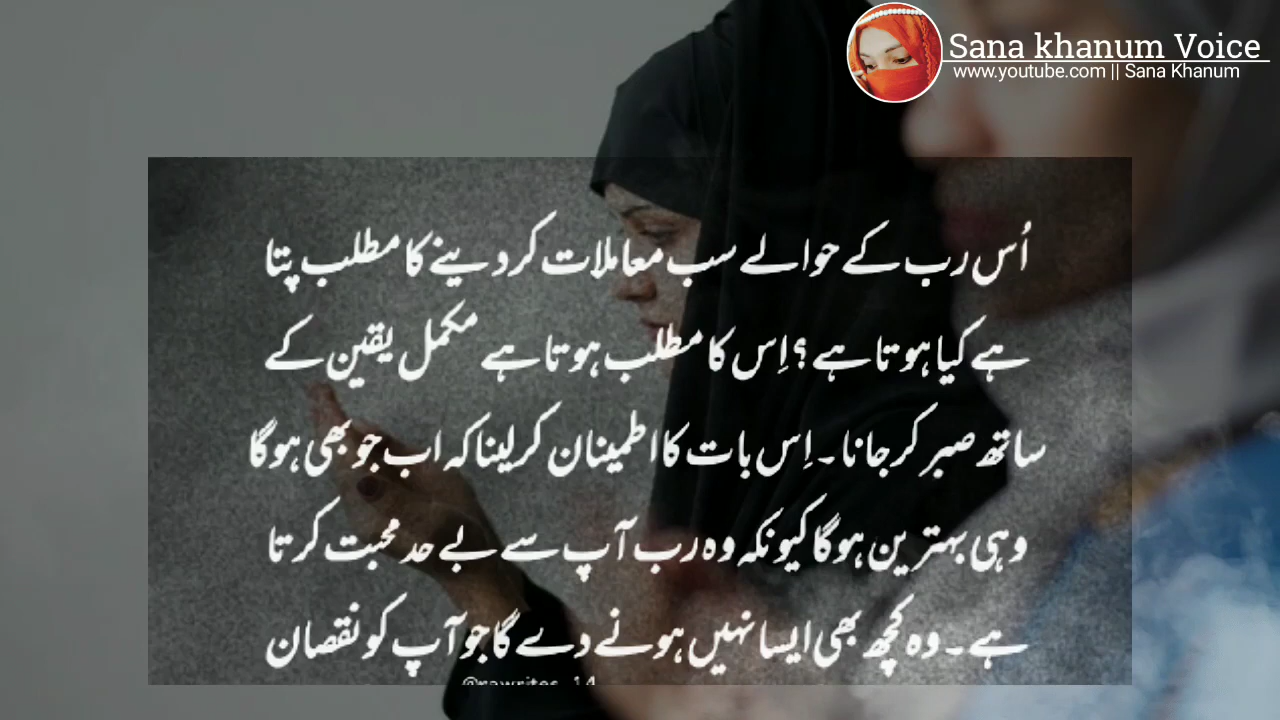 Sana khanum Voice
www.youtube.com || Sana Khanum
اُس رب کے حوالے سب معاملات کر دینے کا مطلب پتا
ہے کیا ہوتا ہے؟ اِس کا مطلب ہوتا ہے مکمل یقین کے
ساتھ صبر کر جانا۔ اِس بات کا اطمینان کر لینا کہ اب جو بھی ہوگا
وہی بہترین ہوگا کیونکہ وہ رب آپ سے بے حد محبت کرتا
ہے۔ وہ کچھ بھی ایسا نہیں ہونے دے گا جو آپ کو نقصان